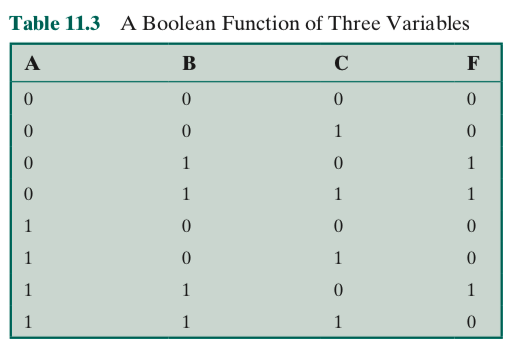 Table 11.3 A Boolean Function of Three Variables
A B C F
0 0 0 0
0 0 1 0
0 1 0 1
0 1 1 1
1 0 0 0
1 0 1 0
1 1 0 1
1 1 1 0